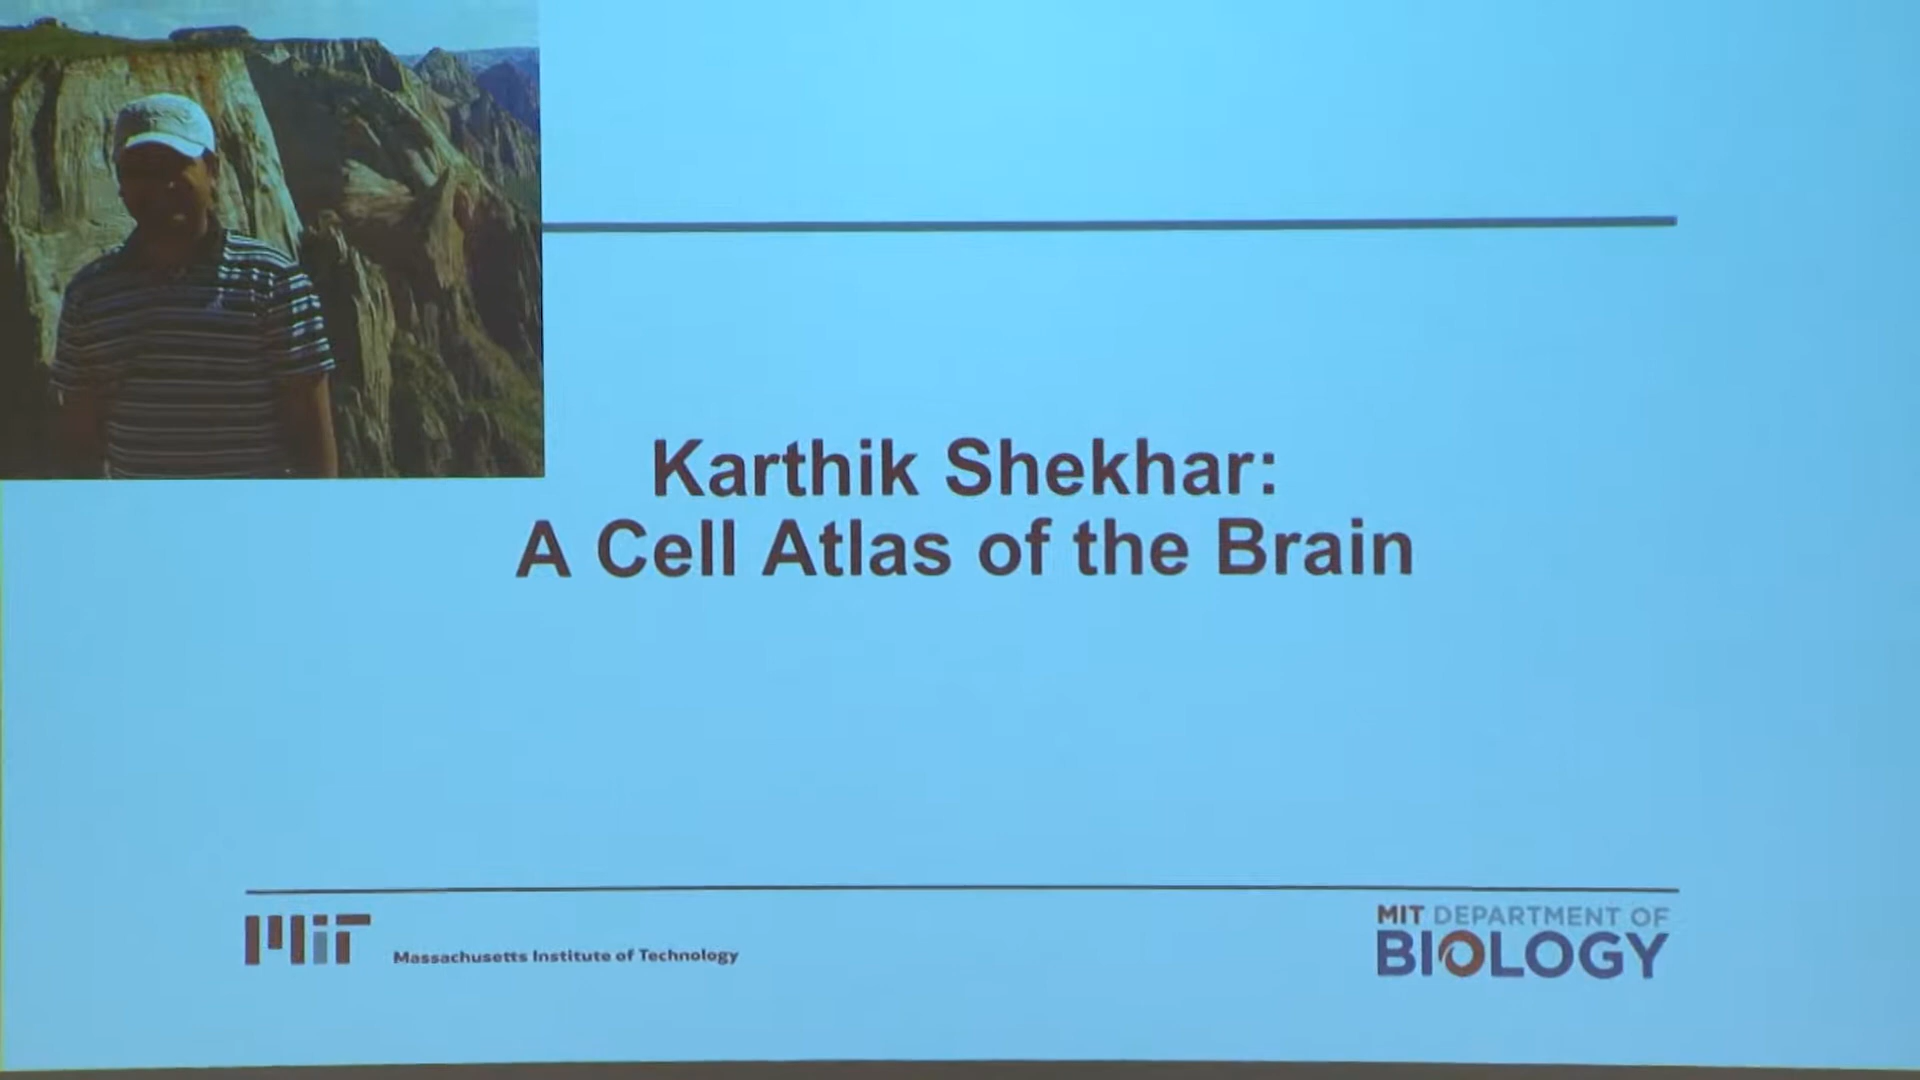 Karthik Shekhar:
A Cell Atlas of the Brain
MIT
Massachusetts Institute of Technology
MIT DEPARTMENT OF
BIOLOGY